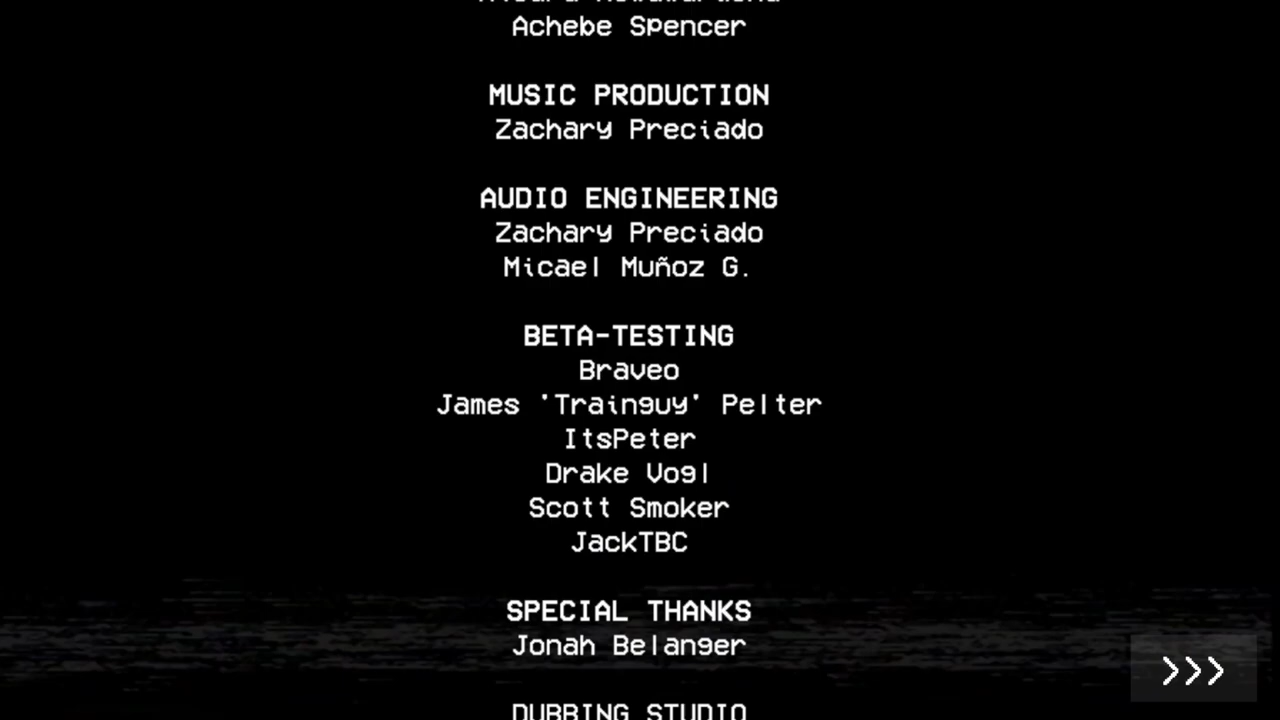 Achebe Spencer
MUSIC PRODUCTION
Zachary Preciado
AUDIO ENGINEERING
Zachary Preciado
Micael Muñoz G.
BETA-TESTING
Braveo
James 'Trainguy' Pelter
ItsPeter
Drake Vogl
Scott Smoker
JackTBC
SPECIAL THANKS
Jonah Belanger
DUBBING STUDIO
>>>